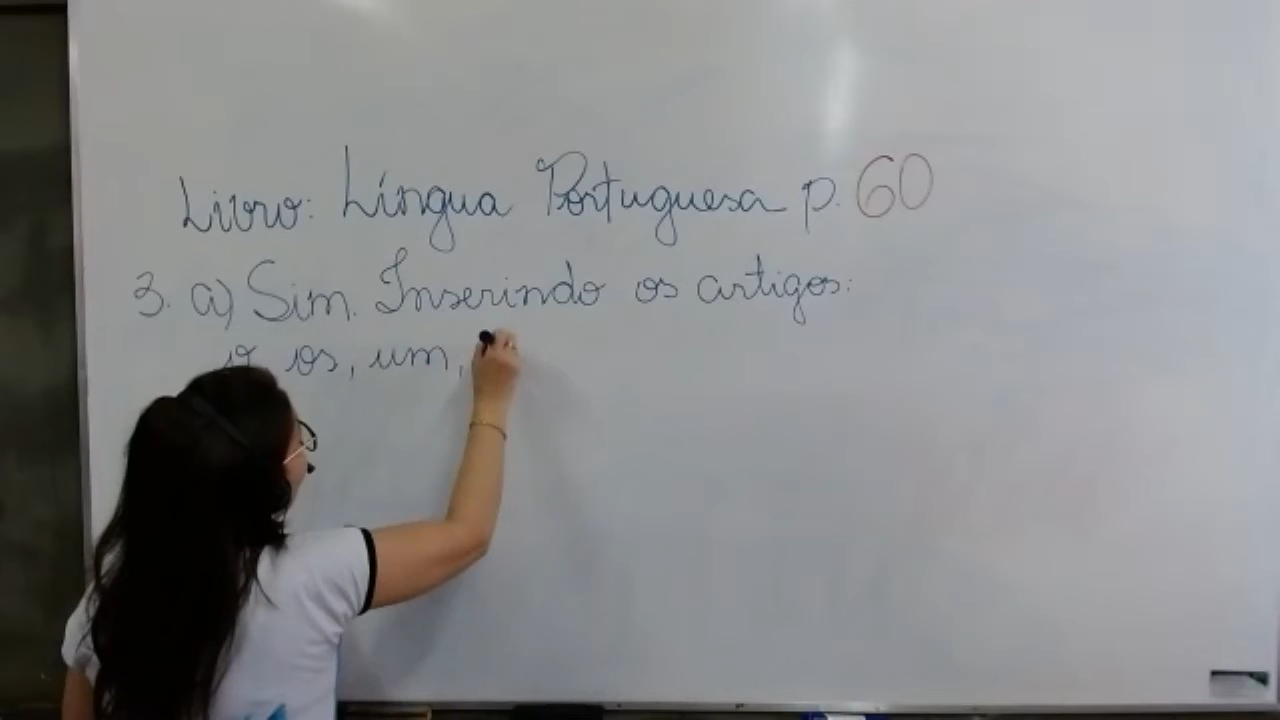 Livro: Língua Portuguesa p. 60
3. a) Sim. Inserindo os artigos:
o os, um,